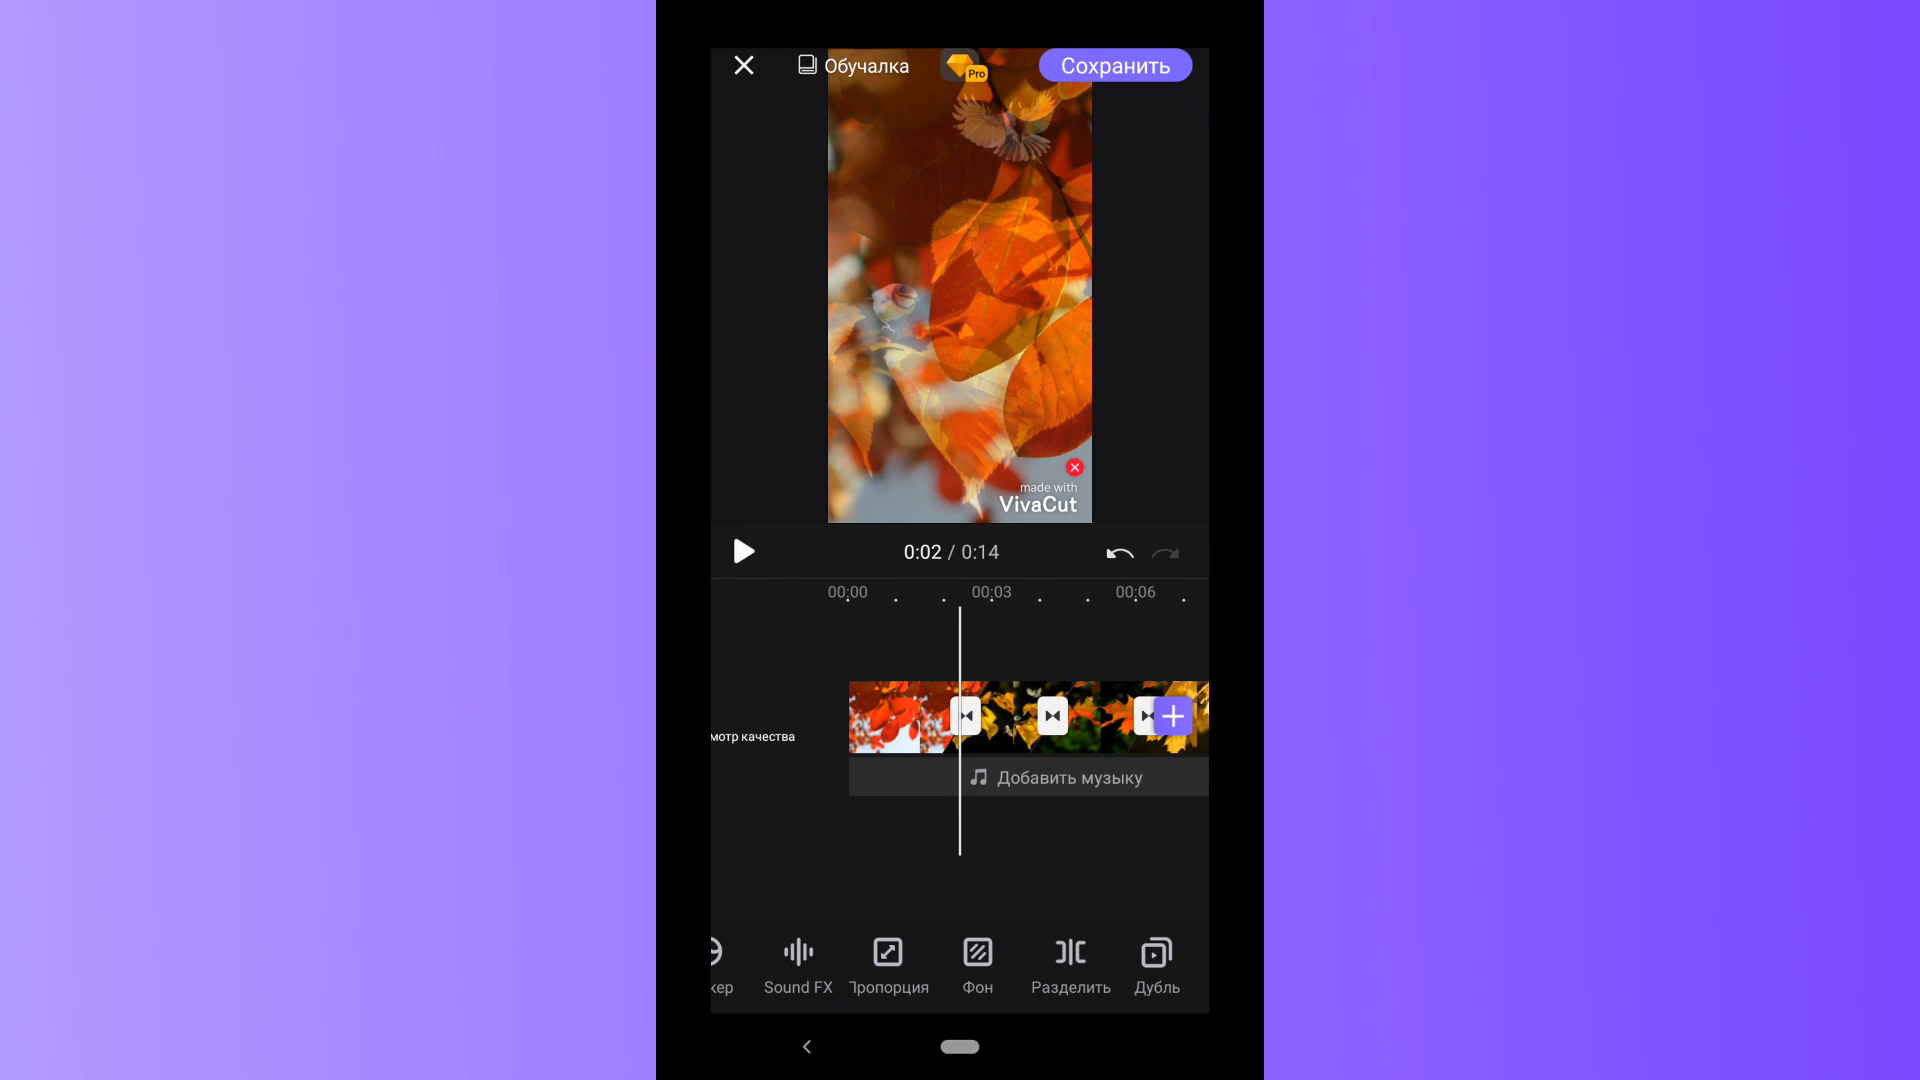 Обучалка
Pro
Сохранить
made with
VivaCut
0:02 / 0:14
00:00 00:03 00:06
мотр качества
Добавить музыку
кер Sound FX Пропорция Фон Разделить Дубль